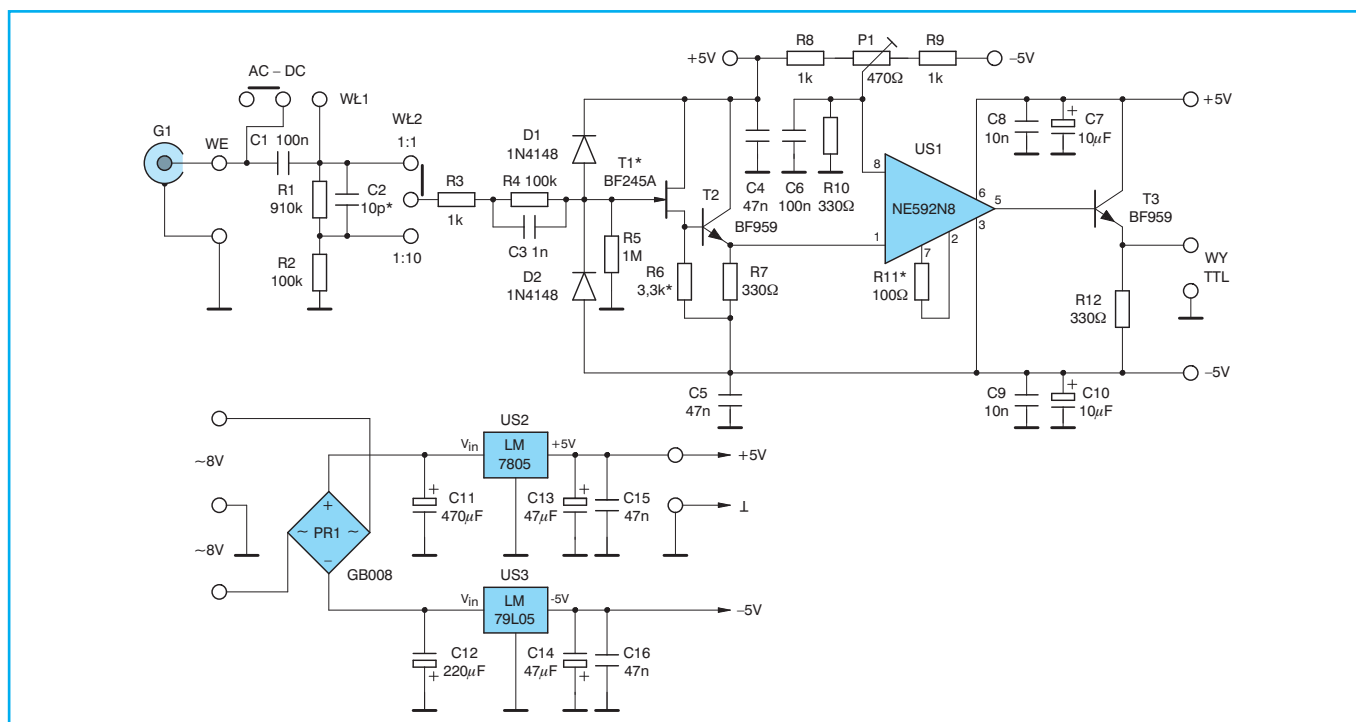 AC – DC
G1
WE
C1 100n
WŁ1
WŁ2
1:1
R1
910k
C2
10p*
R2
100k
1:10
R3
1k
R4 100k
C3 1n
D1
1N4148
D2
1N4148
T1*
BF245A
R5
1M
T2
BF959
R6
3,3k*
R7
330Ω
+5V
R8
1k
P1
470Ω
R9
1k
–5V
C4
47n
C6
100n
R10
330Ω
US1
NE592N8
8
1
7
2
6
5
3
R11*
100Ω
C8
10n
+
C7
10µF
+5V
T3
BF959
WY
TTL
R12
330Ω
–5V
C5
47n
C9
10n
+
C10
10µF
~8V
~8V
+
~ PR1 ~
–
GB008
+
C11
470µF
Vin
US2
LM
7805
+5V
+
C13
47µF
C15
47n
+5V
⊥
C12
220µF
+
Vin
US3
LM
79L05
-5V
C14
47µF
+
C16
47n
–5V